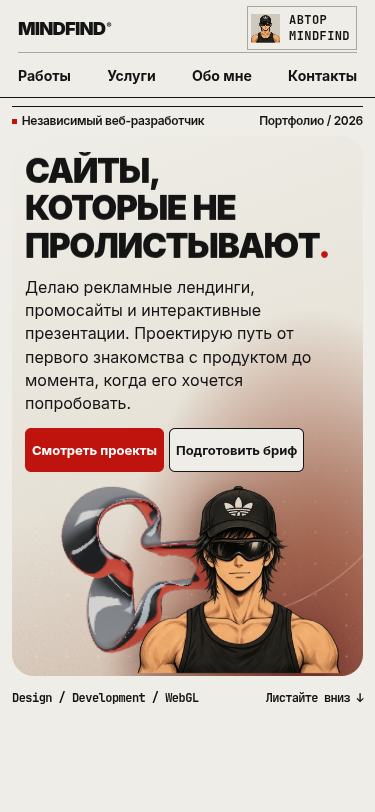 MINDFIND®
АВТОР
MINDFIND
Работы Услуги Обо мне Контакты
Независимый веб-разработчик Портфолио / 2026
САЙТЫ,
КОТОРЫЕ НЕ
ПРОЛИСТЫВАЮТ.
Делаю рекламные лендинги,
промосайты и интерактивные
презентации. Проектирую путь от
первого знакомства с продуктом до
момента, когда его хочется
попробовать.
Смотреть проекты Подготовить бриф
Design / Development / WebGL Листайте вниз ↓